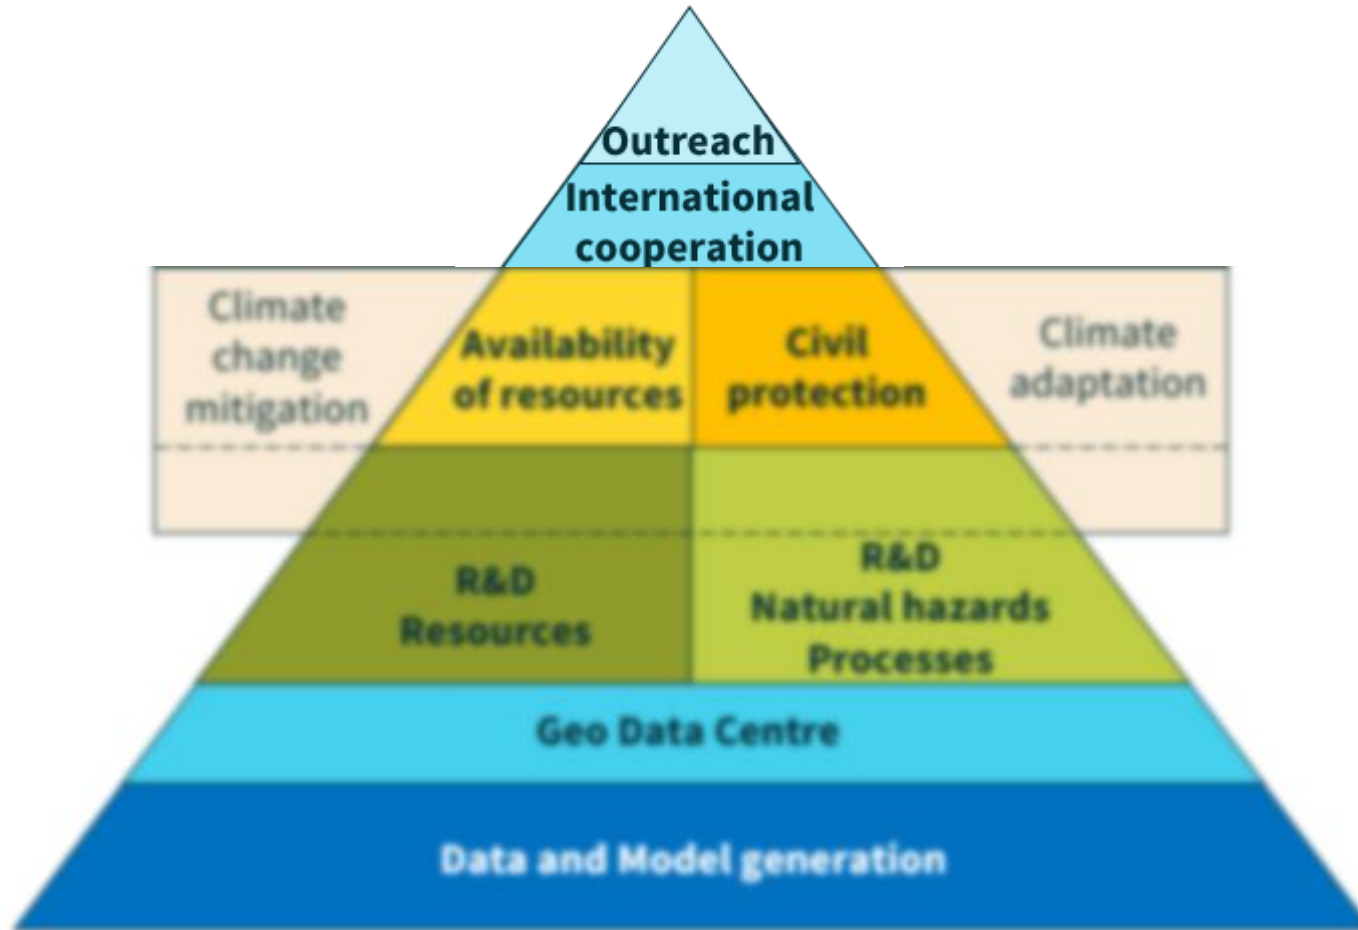 Outreach
International
cooperation
Climate
change
mitigation
Availability
of resources
Civil
protection
Climate
adaptation
R&D
Resources
R&D
Natural hazards
Processes
Geo Data Centre
Data and Model generation